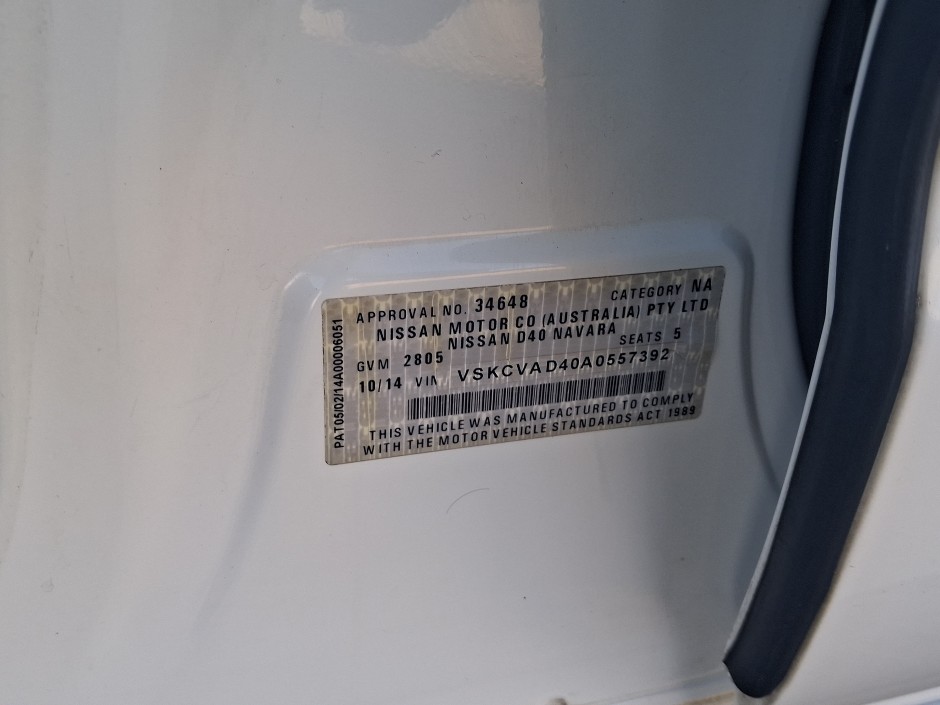 APPROVAL NO. 34648 CATEGORY NA
NISSAN MOTOR CO (AUSTRALIA) PTY LTD
NISSAN D40 NAVARA
GVM 2805 SEATS 5
10/14 VIN VSKCVAD40A0557392
THIS VEHICLE WAS MANUFACTURED TO COMPLY
WITH THE MOTOR VEHICLE STANDARDS ACT 1989
PAT05/02/14A00006051